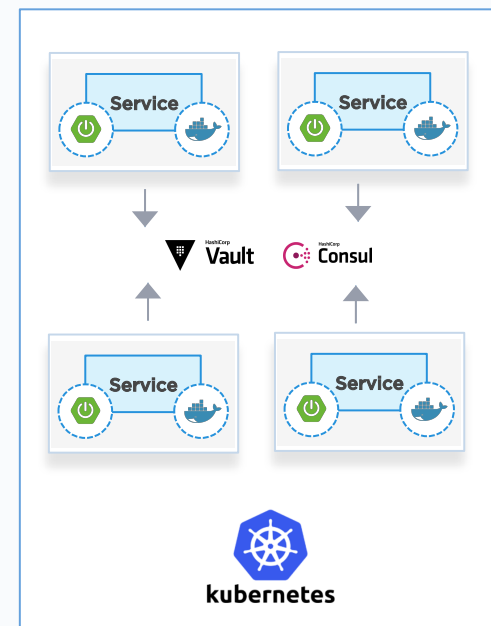 Service
Service
HashiCorp
Vault
HashiCorp
Consul
Service
Service
kubernetes